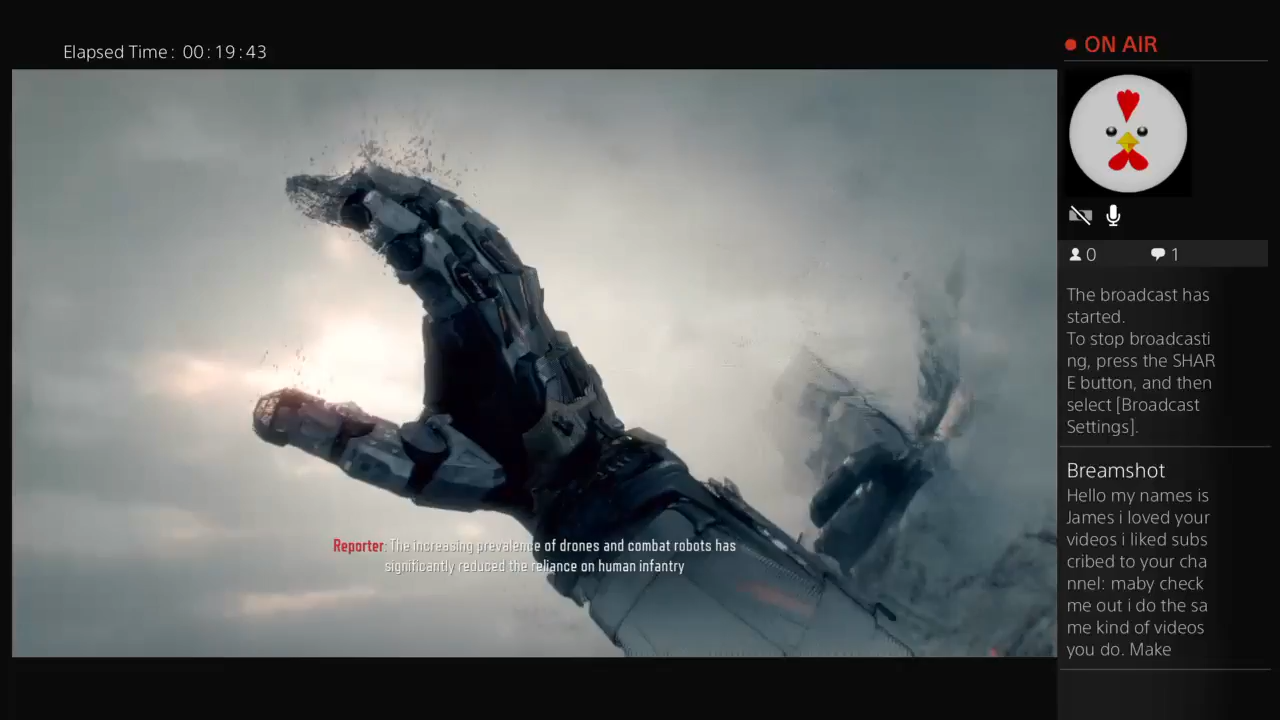 Elapsed Time: 00:19:43
ON AIR
0 1
The broadcast has
started.
To stop broadcasti
ng, press the SHAR
E button, and then
select [Broadcast
Settings].
Breamshot
Hello my names is
James i loved your
videos i liked subs
cribed to your cha
nnel: maby check
me out i do the sa
me kind of videos
you do. Make
Reporter: The increasing prevalence of drones and combat robots has
significantly reduced the reliance on human infantry